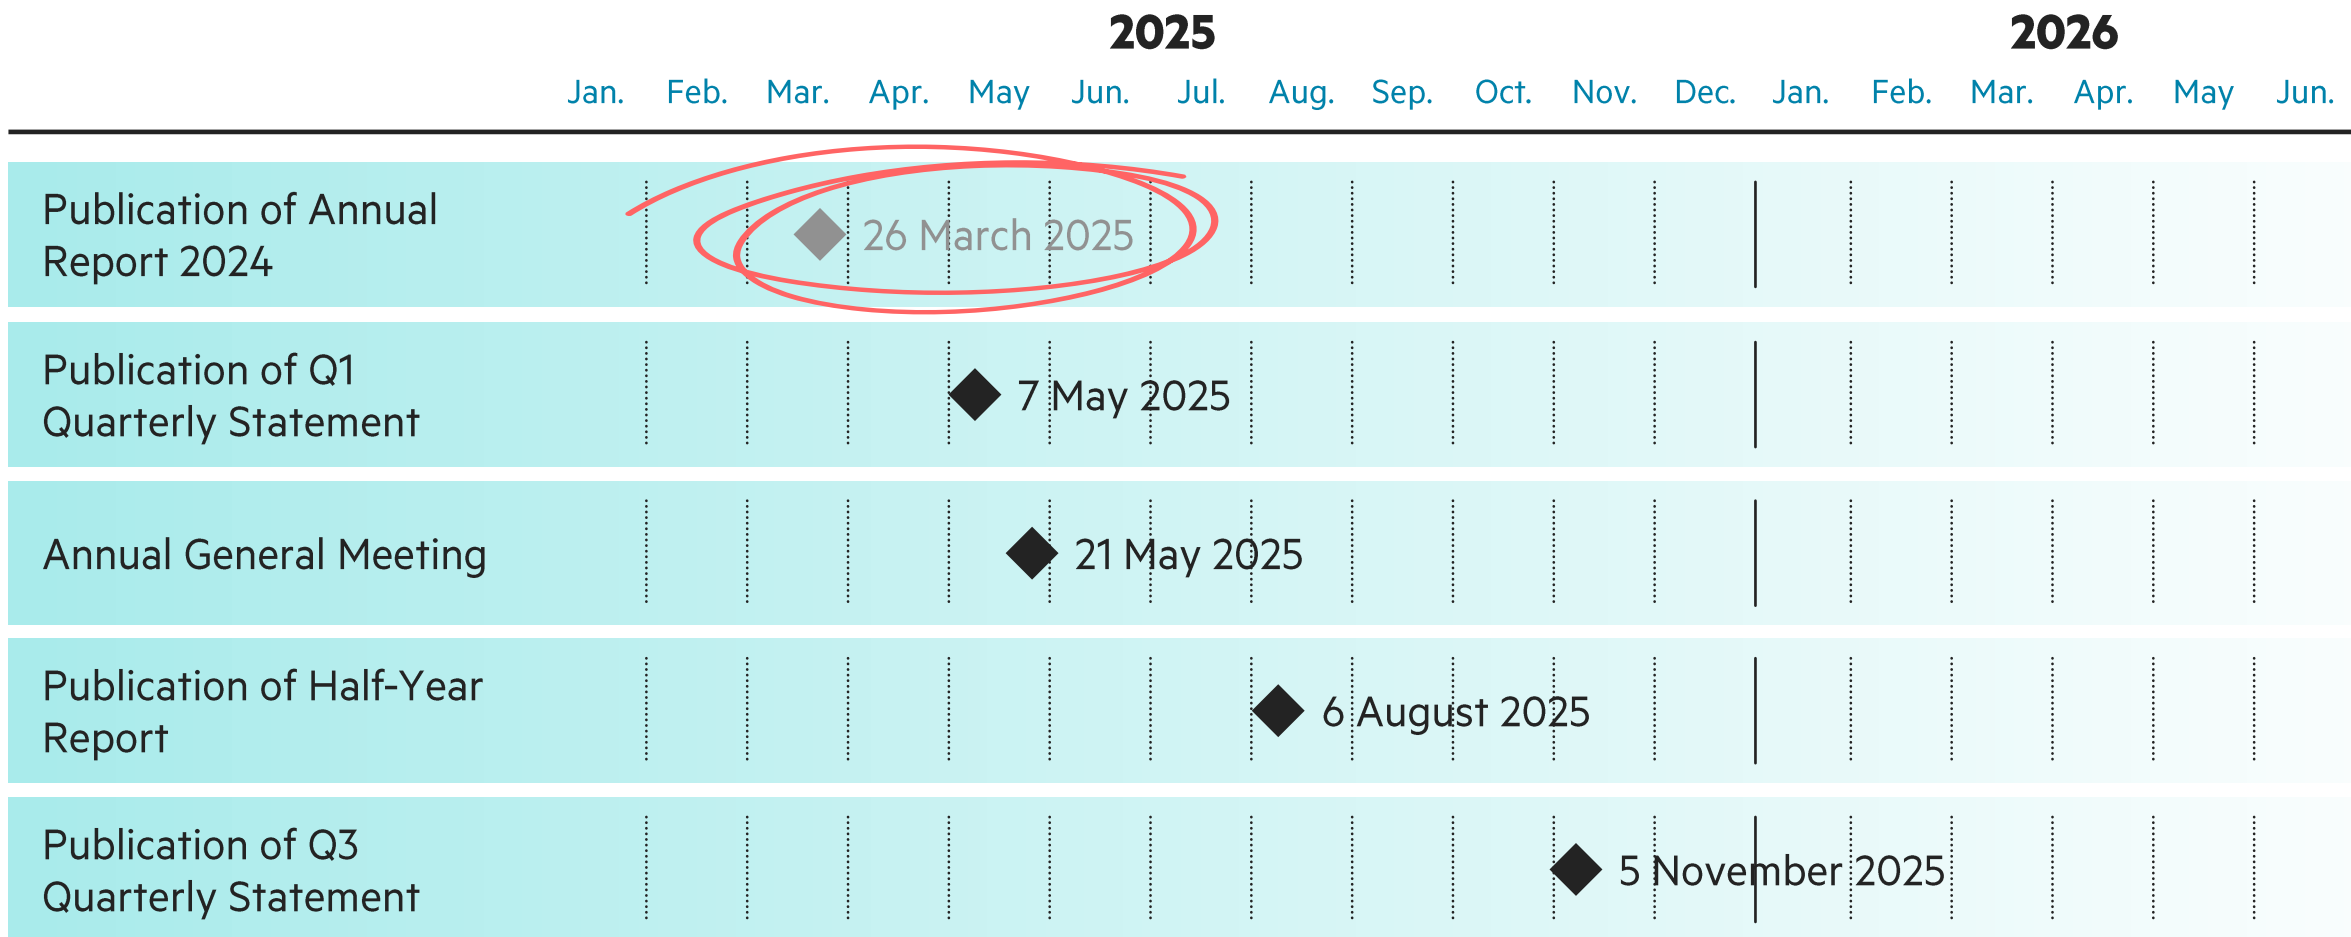 2025 2026
Jan. Feb. Mar. Apr. May Jun. Jul. Aug. Sep. Oct. Nov. Dec. Jan. Feb. Mar. Apr. May Jun.
Publication of Annual
Report 2024
26 March 2025
Publication of Q1
Quarterly Statement
7 May 2025
Annual General Meeting
21 May 2025
Publication of Half-Year
Report
6 August 2025
Publication of Q3
Quarterly Statement
5 November 2025